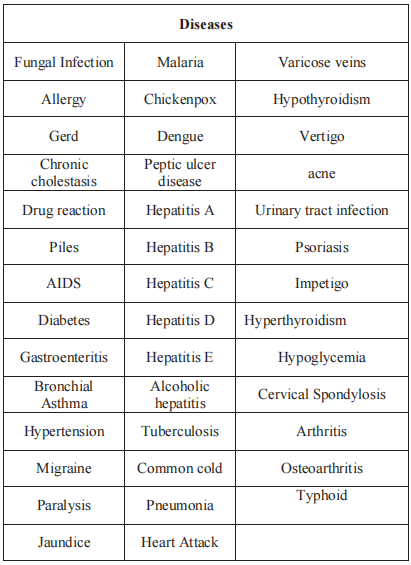 Diseases
Fungal Infection Malaria Varicose veins
Allergy Chickenpox Hypothyroidism
Gerd Dengue Vertigo
Chronic
cholestasis
Peptic ulcer
disease
acne
Drug reaction Hepatitis A Urinary tract infection
Piles Hepatitis B Psoriasis
AIDS Hepatitis C Impetigo
Diabetes Hepatitis D Hyperthyroidism
Gastroenteritis Hepatitis E Hypoglycemia
Bronchial
Asthma
Alcoholic
hepatitis
Cervical Spondylosis
Hypertension Tuberculosis Arthritis
Migraine Common cold Osteoarthritis
Paralysis Pneumonia Typhoid
Jaundice Heart Attack